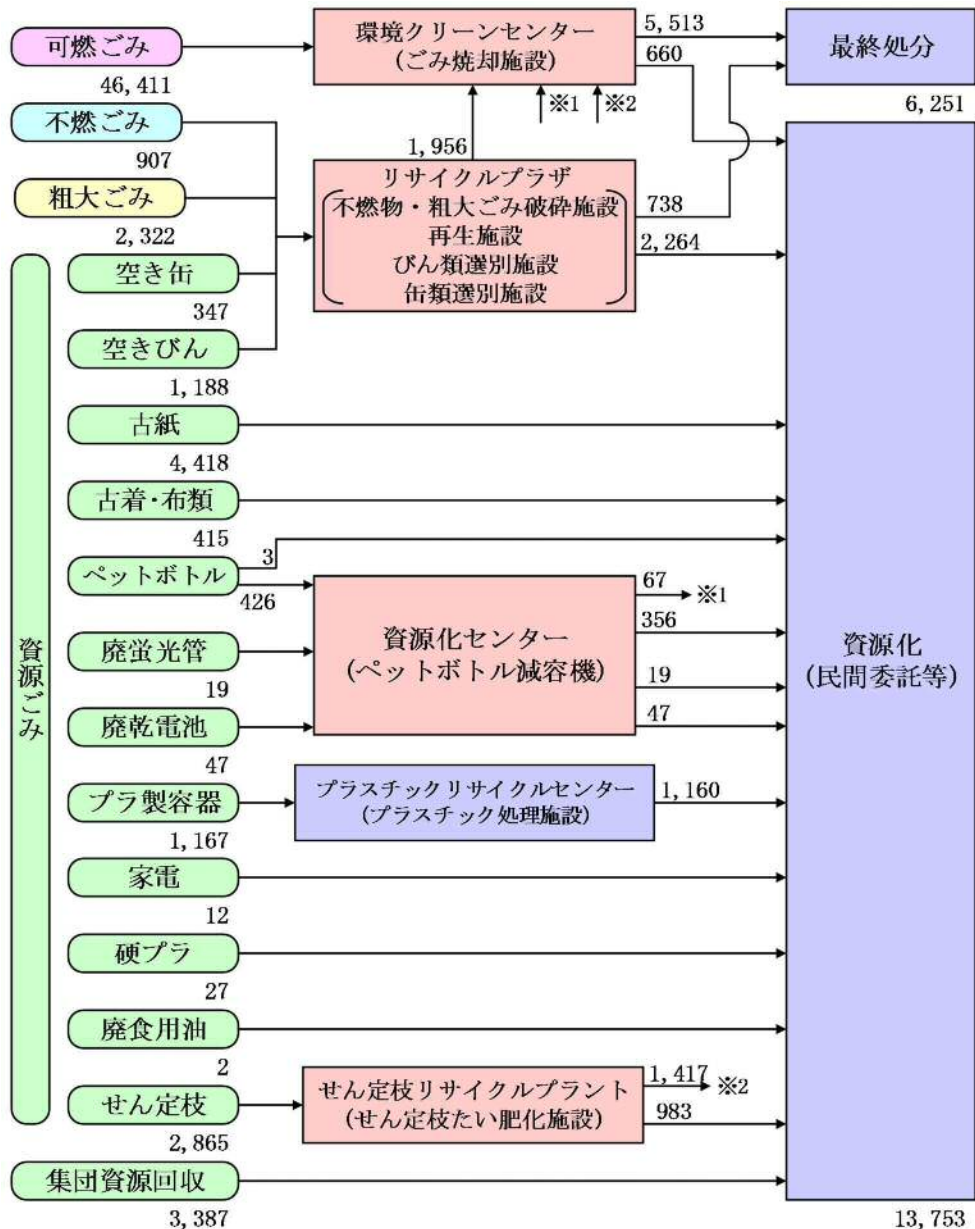 可燃ごみ
46,411
環境クリーンセンター
(ごみ焼却施設)
5,513
660
最終処分
6,251
不燃ごみ
907
※1
※2
1,956
粗大ごみ
2,322
リサイクルプラザ
不燃物・粗大ごみ破砕施設
再生施設
びん類選別施設
缶類選別施設
738
2,264
資源ごみ
空き缶
347
空きびん
1,188
古紙
4,418
古着・布類
415
ペットボトル
3
426
資源化センター
(ペットボトル減容機)
67
※1
356
19
47
資源化
(民間委託等)
廃蛍光管
19
廃乾電池
47
プラ製容器
1,167
プラスチックリサイクルセンター
(プラスチック処理施設)
1,160
家電
12
硬プラ
27
廃食用油
2
せん定枝
2,865
せん定枝リサイクルプラント
(せん定枝たい肥化施設)
1,417
※2
983
集団資源回収
3,387
13,753